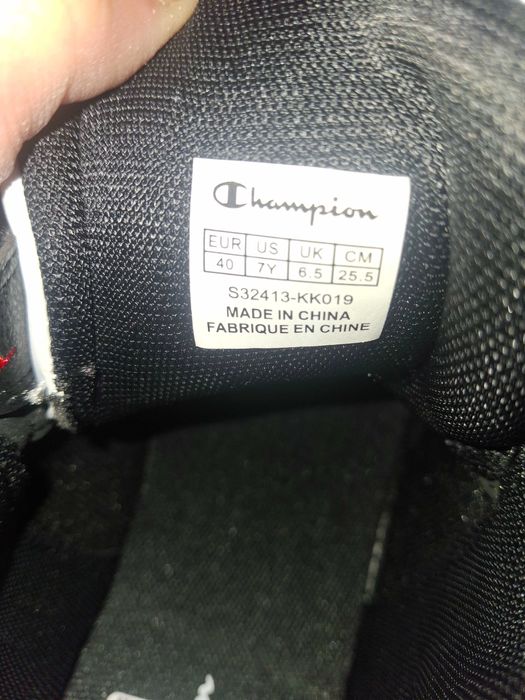 Champion
EUR US UK CM
40 7Y 6.5 25.5
S32413-KK019
MADE IN CHINA
FABRIQUE EN CHINE